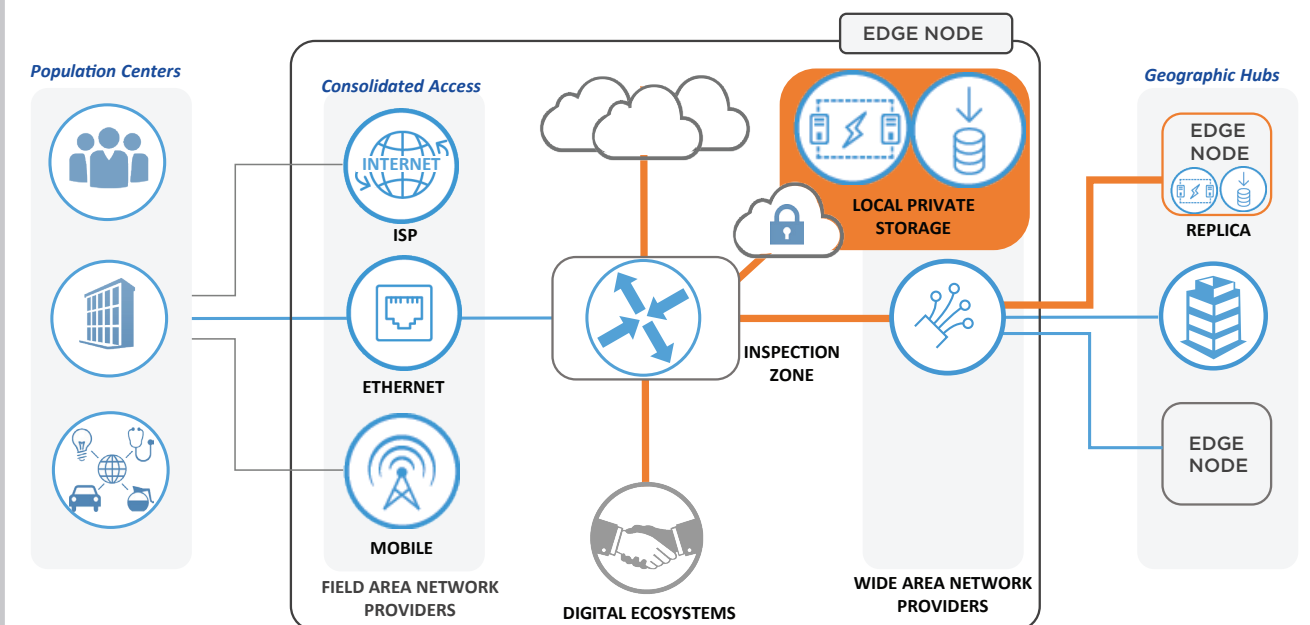 EDGE NODE
Population Centers
Consolidated Access
Geographic Hubs
INTERNET
ISP
ETHERNET
MOBILE
FIELD AREA NETWORK
PROVIDERS
LOCAL PRIVATE
STORAGE
INSPECTION
ZONE
DIGITAL ECOSYSTEMS
WIDE AREA NETWORK
PROVIDERS
EDGE
NODE
REPLICA
EDGE
NODE